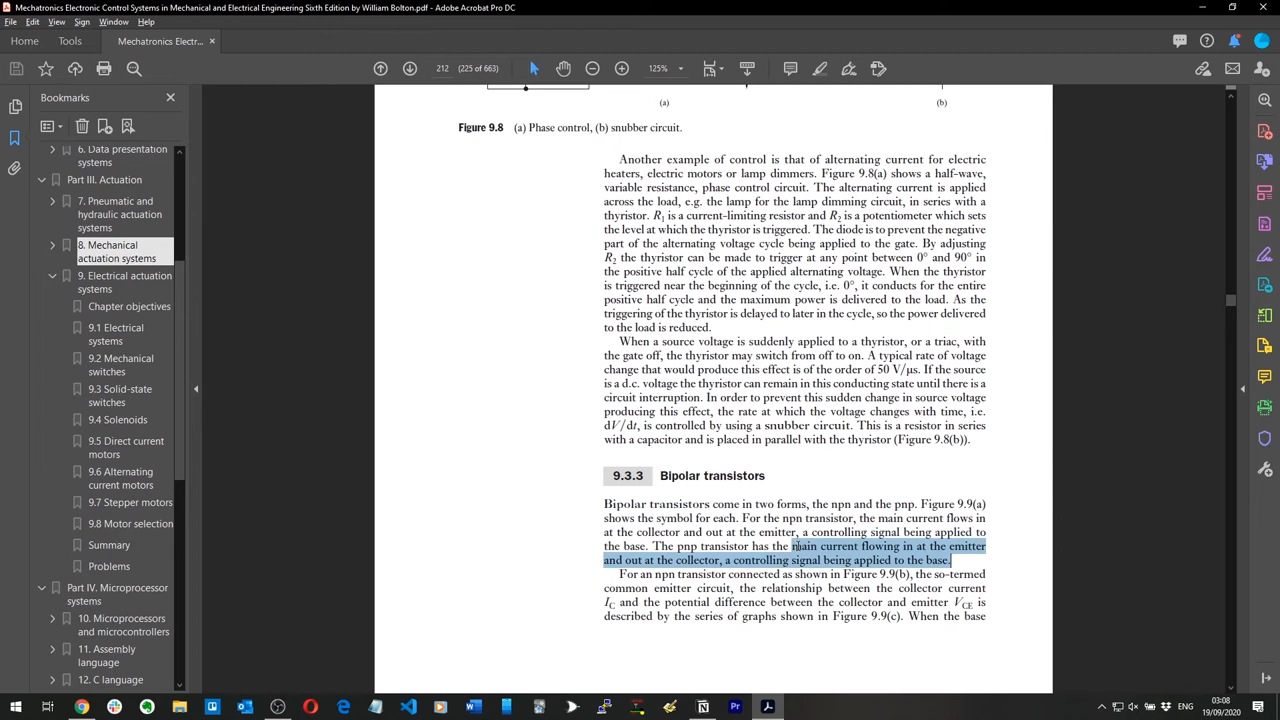 Mechatronics Electronic Control Systems in Mechanical and Electrical Engineering Sixth Edition by William Bolton.pdf - Adobe Acrobat Pro DC
File Edit View Sign Window Help
Home Tools Mechatronics Electr... ×
212 (225 of 663) 125%
Bookmarks
6. Data presentation
systems
Part III. Actuation
7. Pneumatic and
hydraulic actuation
systems
8. Mechanical
actuation systems
9. Electrical actuation
systems
Chapter objectives
9.1 Electrical
systems
9.2 Mechanical
switches
9.3 Solid-state
switches
9.4 Solenoids
9.5 Direct current
motors
9.6 Alternating
current motors
9.7 Stepper motors
9.8 Motor selection
Summary
Problems
Part IV. Microprocessor
systems
10. Microprocessors
and microcontrollers
11. Assembly
language
12. C language
(a) (b)
Figure 9.8 (a) Phase control, (b) snubber circuit.
Another example of control is that of alternating current for electric
heaters, electric motors or lamp dimmers. Figure 9.8(a) shows a half-wave,
variable resistance, phase control circuit. The alternating current is applied
across the load, e.g. the lamp for the lamp dimming circuit, in series with a
thyristor. R1 is a current-limiting resistor and R2 is a potentiometer which sets
the level at which the thyristor is triggered. The diode is to prevent the negative
part of the alternating voltage cycle being applied to the gate. By adjusting
R2 the thyristor can be made to trigger at any point between 0° and 90° in
the positive half cycle of the applied alternating voltage. When the thyristor
is triggered near the beginning of the cycle, i.e. 0°, it conducts for the entire
positive half cycle and the maximum power is delivered to the load. As the
triggering of the thyristor is delayed to later in the cycle, so the power delivered
to the load is reduced.
When a source voltage is suddenly applied to a thyristor, or a triac, with
the gate off, the thyristor may switch from off to on. A typical rate of voltage
change that would produce this effect is of the order of 50 V/μs. If the source
is a d.c. voltage the thyristor can remain in this conducting state until there is a
circuit interruption. In order to prevent this sudden change in source voltage
producing this effect, the rate at which the voltage changes with time, i.e.
dV/dt, is controlled by using a snubber circuit. This is a resistor in series
with a capacitor and is placed in parallel with the thyristor (Figure 9.8(b)).
9.3.3 Bipolar transistors
Bipolar transistors come in two forms, the npn and the pnp. Figure 9.9(a)
shows the symbol for each. For the npn transistor, the main current flows in
at the collector and out at the emitter, a controlling signal being applied to
the base. The pnp transistor has the main current flowing in at the emitter
and out at the collector, a controlling signal being applied to the base.
For an npn transistor connected as shown in Figure 9.9(b), the so-termed
common emitter circuit, the relationship between the collector current
IC and the potential difference between the collector and emitter VCE is
described by the series of graphs shown in Figure 9.9(c). When the base
03:08
19/09/2020